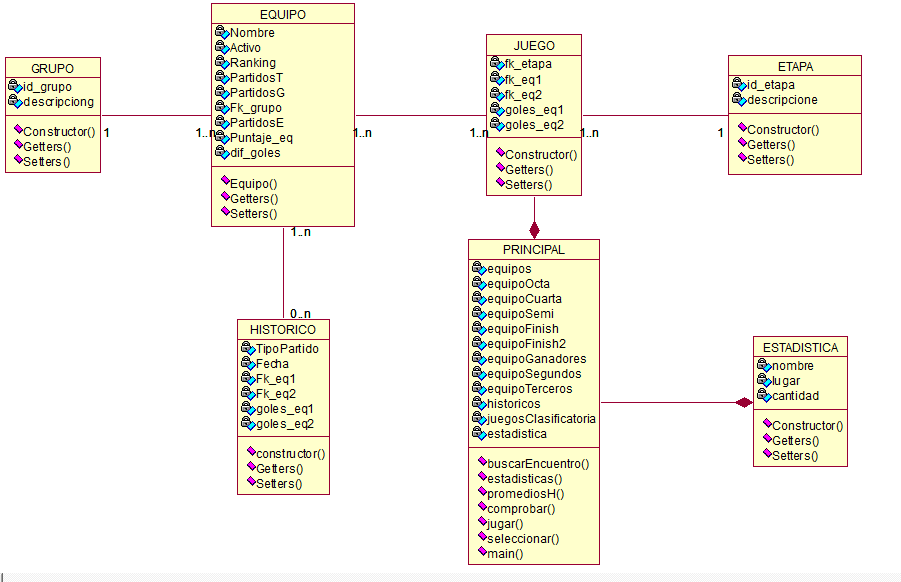 GRUPO
id_grupo
descripciong
Constructor()
Getters()
Setters()
1
1..n
EQUIPO
Nombre
Activo
Ranking
PartidosT
PartidosG
Fk_grupo
PartidosE
Puntaje_eq
dif_goles
Equipo()
Getters()
Setters()
1..n
1..n
JUEGO
fk_etapa
fk_eq1
fk_eq2
goles_eq1
goles_eq2
Constructor()
Getters()
Setters()
1..n
1
ETAPA
id_etapa
descripcione
Constructor()
Getters()
Setters()
1..n
0..n
HISTORICO
TipoPartido
Fecha
Fk_eq1
Fk_eq2
goles_eq1
goles_eq2
constructor()
Getters()
Setters()
PRINCIPAL
equipos
equipoOcta
equipoCuarta
equipoSemi
equipoFinish
equipoFinish2
equipoGanadores
equipoSegundos
equipoTerceros
historicos
juegosClasificatoria
estadistica
buscarEncuentro()
estadisticas()
promediosH()
comprobar()
jugar()
seleccionar()
main()
ESTADISTICA
nombre
lugar
cantidad
Constructor()
Getters()
Setters()